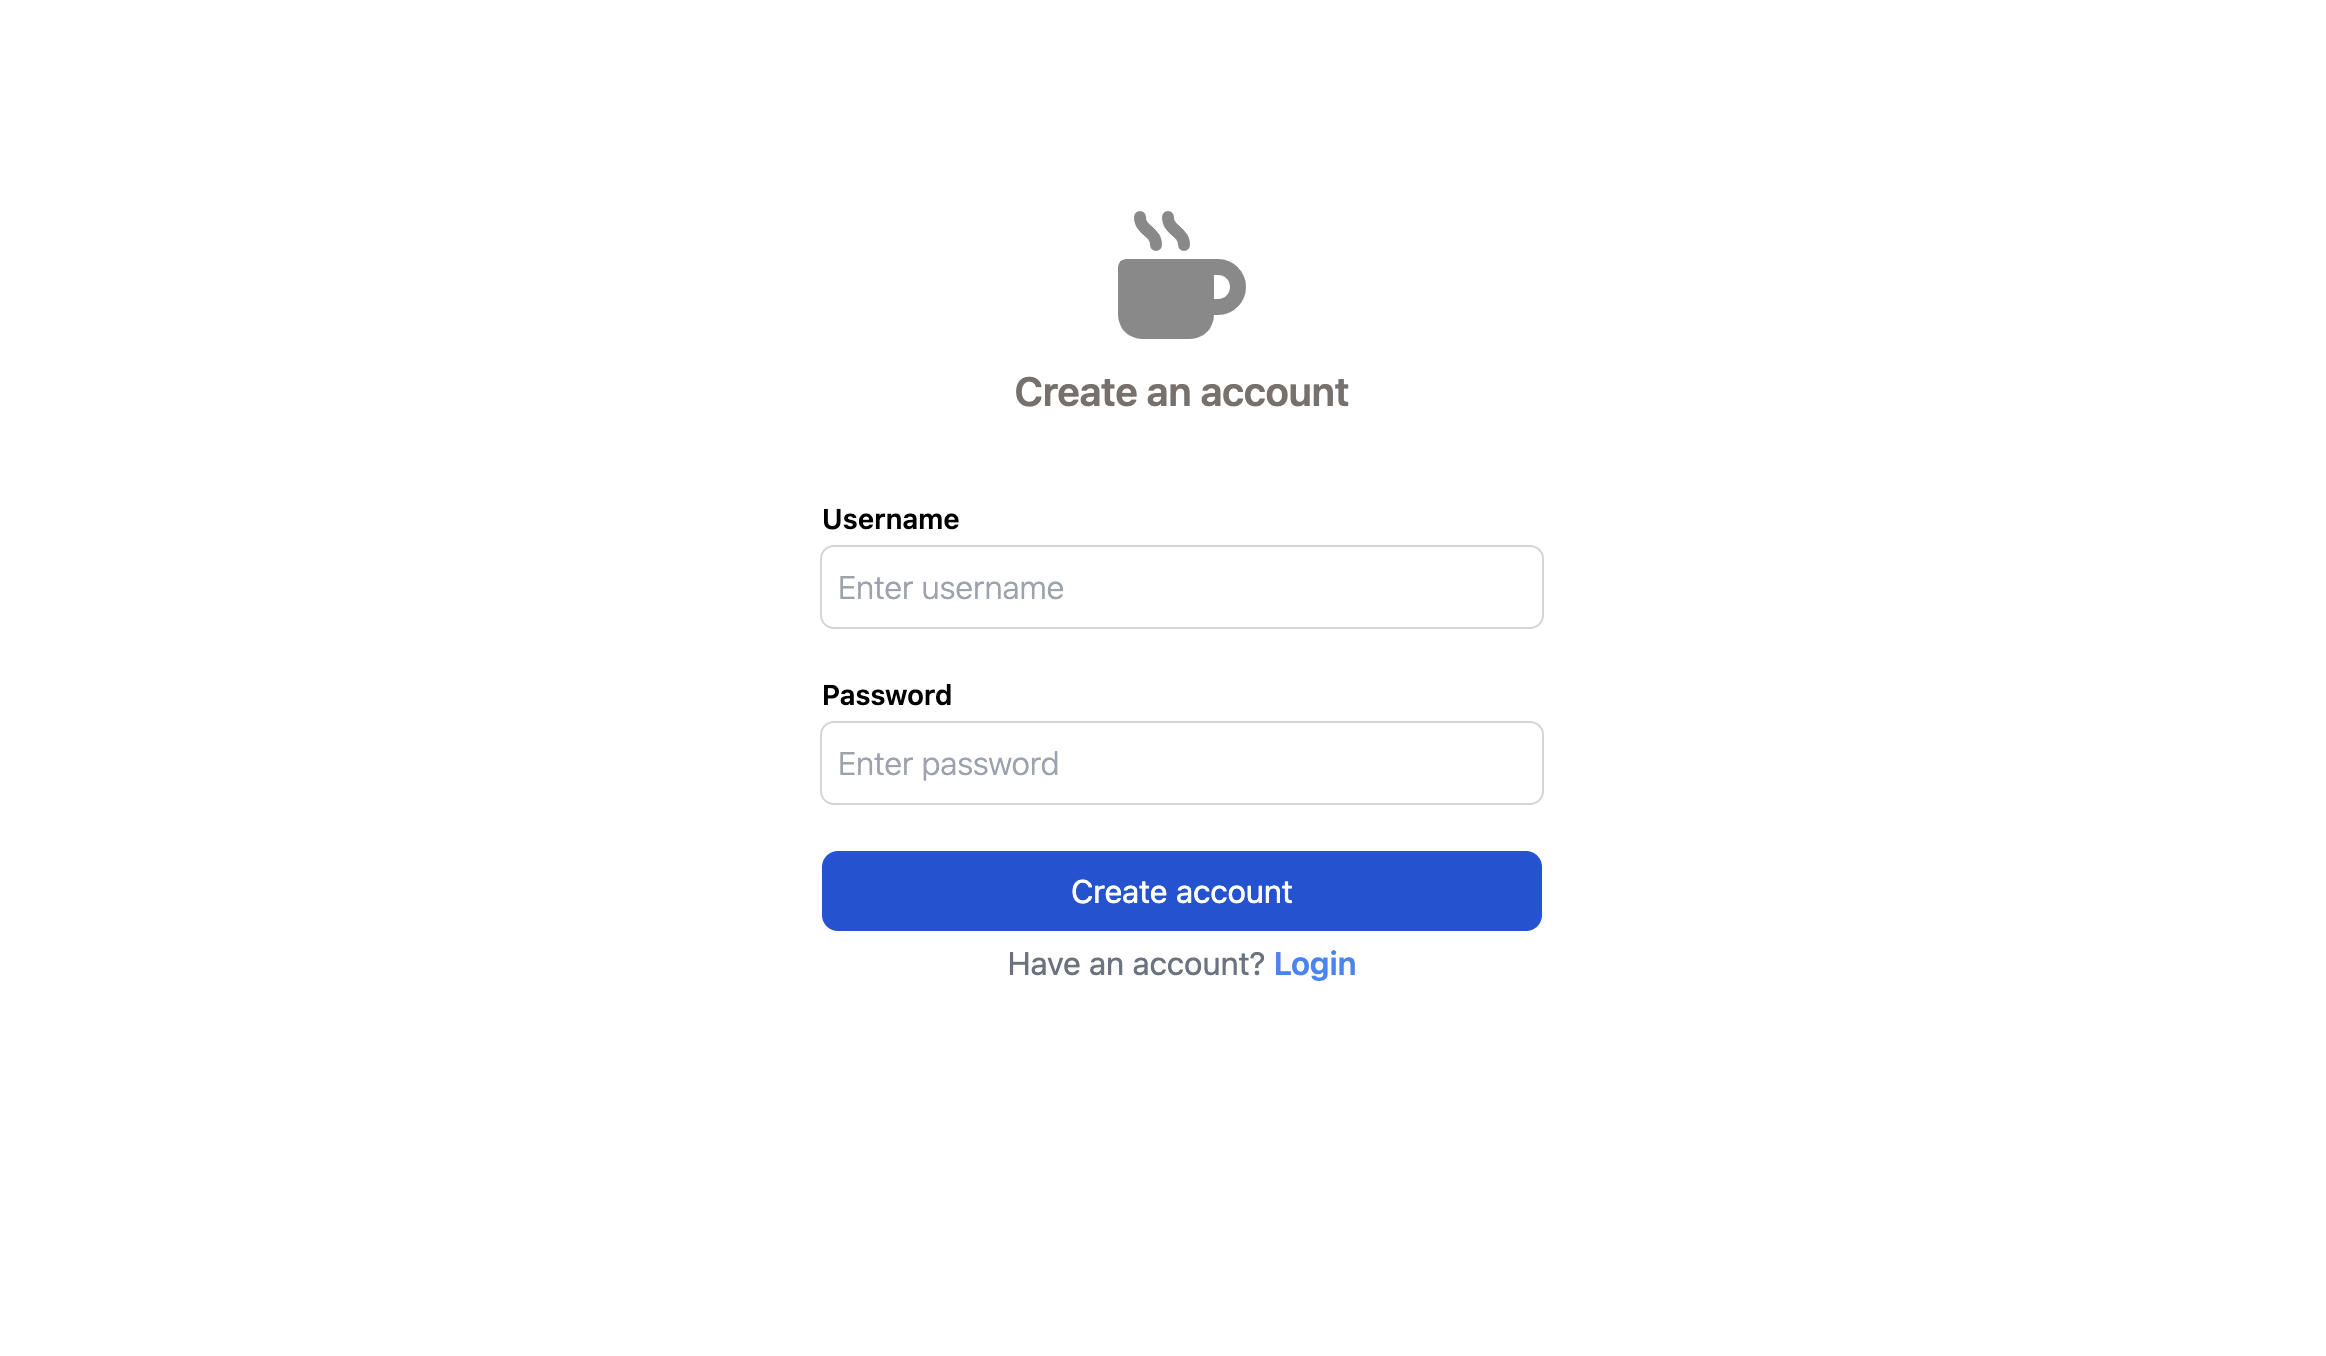 Create an account
Username
Enter username
Password
Enter password
Create account
Have an account? Login